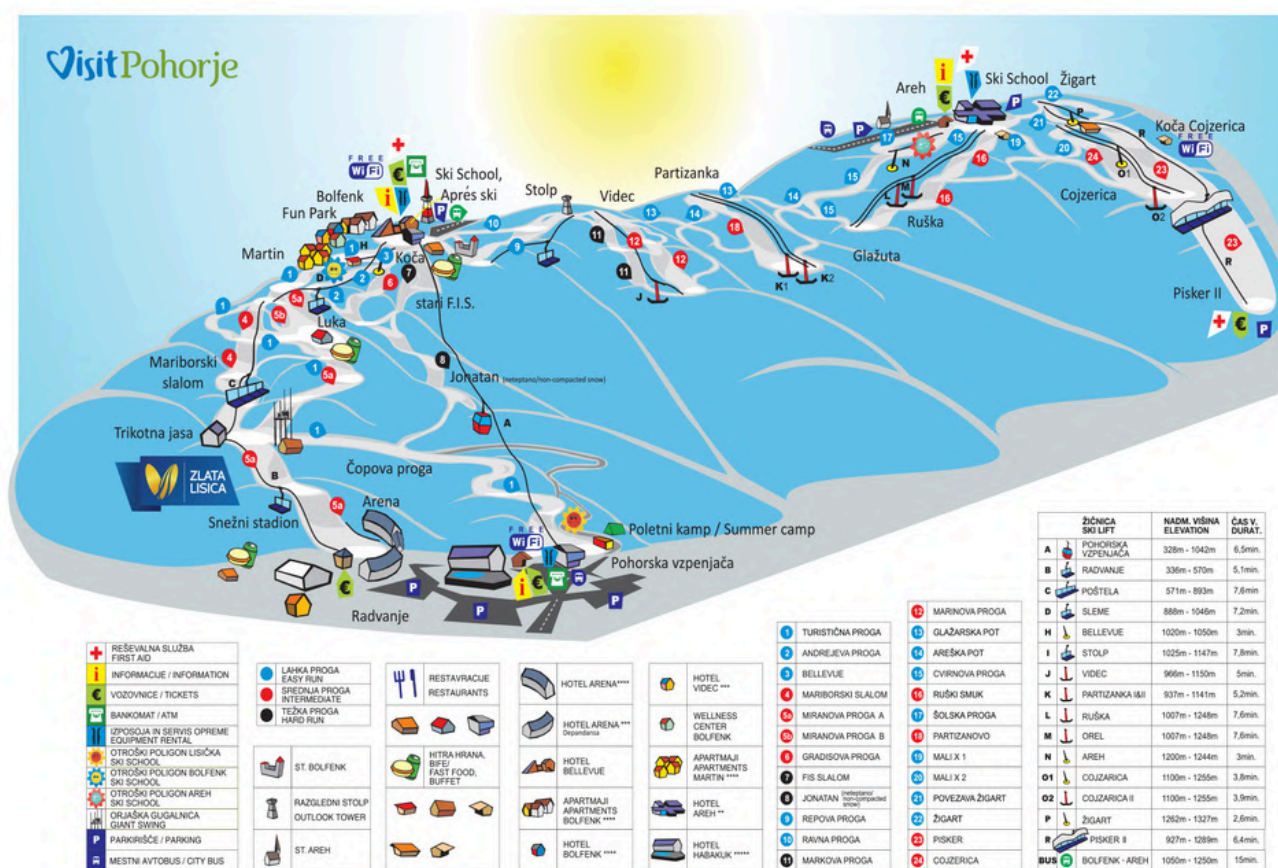 Visit Pohorje
Areh
Ski School
Žigart
Koča Cojzerica
FREE
WiFi
FREE
WiFi
Bolfenk
Fun Park
Ski School,
Aprés ski
Stolp
Videc
Partizanka
Martin
Koča
Luka
stari F.I.S.
Ruška
Glažuta
Cojzerica
Pisker II
Mariborski
slalom
Jonatan (neteptano/non-compacted snow)
Trikotna jasa
ZLATA
LISICA
Čopova proga
Snežni stadion
Arena
FREE
WiFi
Poletni kamp / Summer camp
Pohorska vzpenjača
Radvanje
REŠEVALNA SLUŽBA
FIRST AID
INFORMACIJE / INFORMATION
VOZOVNICE / TICKETS
BANKOMAT / ATM
IZPOSOJA IN SERVIS OPREME
EQUIPMENT RENTAL
OTROŠKI POLIGON LISIČKA
SKI SCHOOL
OTROŠKI POLIGON BOLFENK
SKI SCHOOL
OTROŠKI POLIGON AREH
SKI SCHOOL
ORJAŠKA GUGALNICA
GIANT SWING
P PARKIRIŠČE / PARKING
MESTNI AVTOBUS / CITY BUS
LAHKA PROGA
EASY RUN
SREDNJA PROGA
INTERMEDIATE
TEŽKA PROGA
HARD RUN
ST. BOLFENK
RAZGLEDNI STOLP
OUTLOOK TOWER
ST. AREH
RESTAVRACIJE
RESTAURANTS
HITRA HRANA,
BIFE/
FAST FOOD,
BUFFET
HOTEL ARENA****
HOTEL ARENA ***
Depandansa
HOTEL
BELLEVUE
APARTMAJI
APARTMENTS
BOLFENK ****
HOTEL
BOLFENK ****
HOTEL
VIDEC ***
WELLNESS
CENTER
BOLFENK
APARTMAJI
APARTMENTS
MARTIN ****
HOTEL
AREH **
HOTEL
HABAKUK *****
1 TURISTIČNA PROGA
2 ANDREJEVA PROGA
3 BELLEVUE
4 MARIBORSKI SLALOM
5a MIRANOVA PROGA A
5b MIRANOVA PROGA B
6 GRADISOVA PROGA
7 FIS SLALOM
8 JONATAN (neteptano/non-compacted snow)
9 REPOVA PROGA
10 RAVNA PROGA
11 MARKOVA PROGA
12 MARINOVA PROGA
13 GLAŽARSKA POT
14 AREŠKA POT
15 CVIRNOVA PROGA
16 RUŠKI SMUK
17 ŠOLSKA PROGA
18 PARTIZANOVO
19 MALI X 1
20 MALI X 2
21 POVEZAVA ŽIGART
22 ŽIGART
23 PISKER
24 COJZERICA
ŽIČNICA NADM. VIŠINA ČAS V.
SKI LIFT ELEVATION DURAT.
A POHORSKA VZPENJAČA 328m - 1042m 6,5min.
B RADVANJE 336m - 570m 5,1min.
C POŠTELA 571m - 893m 7,6min
D SLEME 888m - 1046m 7.2min.
H BELLEVUE 1020m - 1050m 3min.
I STOLP 1025m - 1147m 7,8min.
J VIDEC 966m - 1150m 5min.
K PARTIZANKA I&II 937m - 1141m 5,2min.
L RUŠKA 1007m - 1248m 7,6min.
M OREL 1007m - 1248m 7,6min.
N AREH 1200m - 1244m 3min.
O1 COJZARICA 1100m - 1255m 3,8min.
O2 COJZARICA II 1100m - 1255m 3,9min.
P ŽIGART 1262m - 1327m 2,6min.
R PISKER II 927m - 1289m 6,4min.
BUS BOLFENK - AREH 1050m - 1250m 15min.